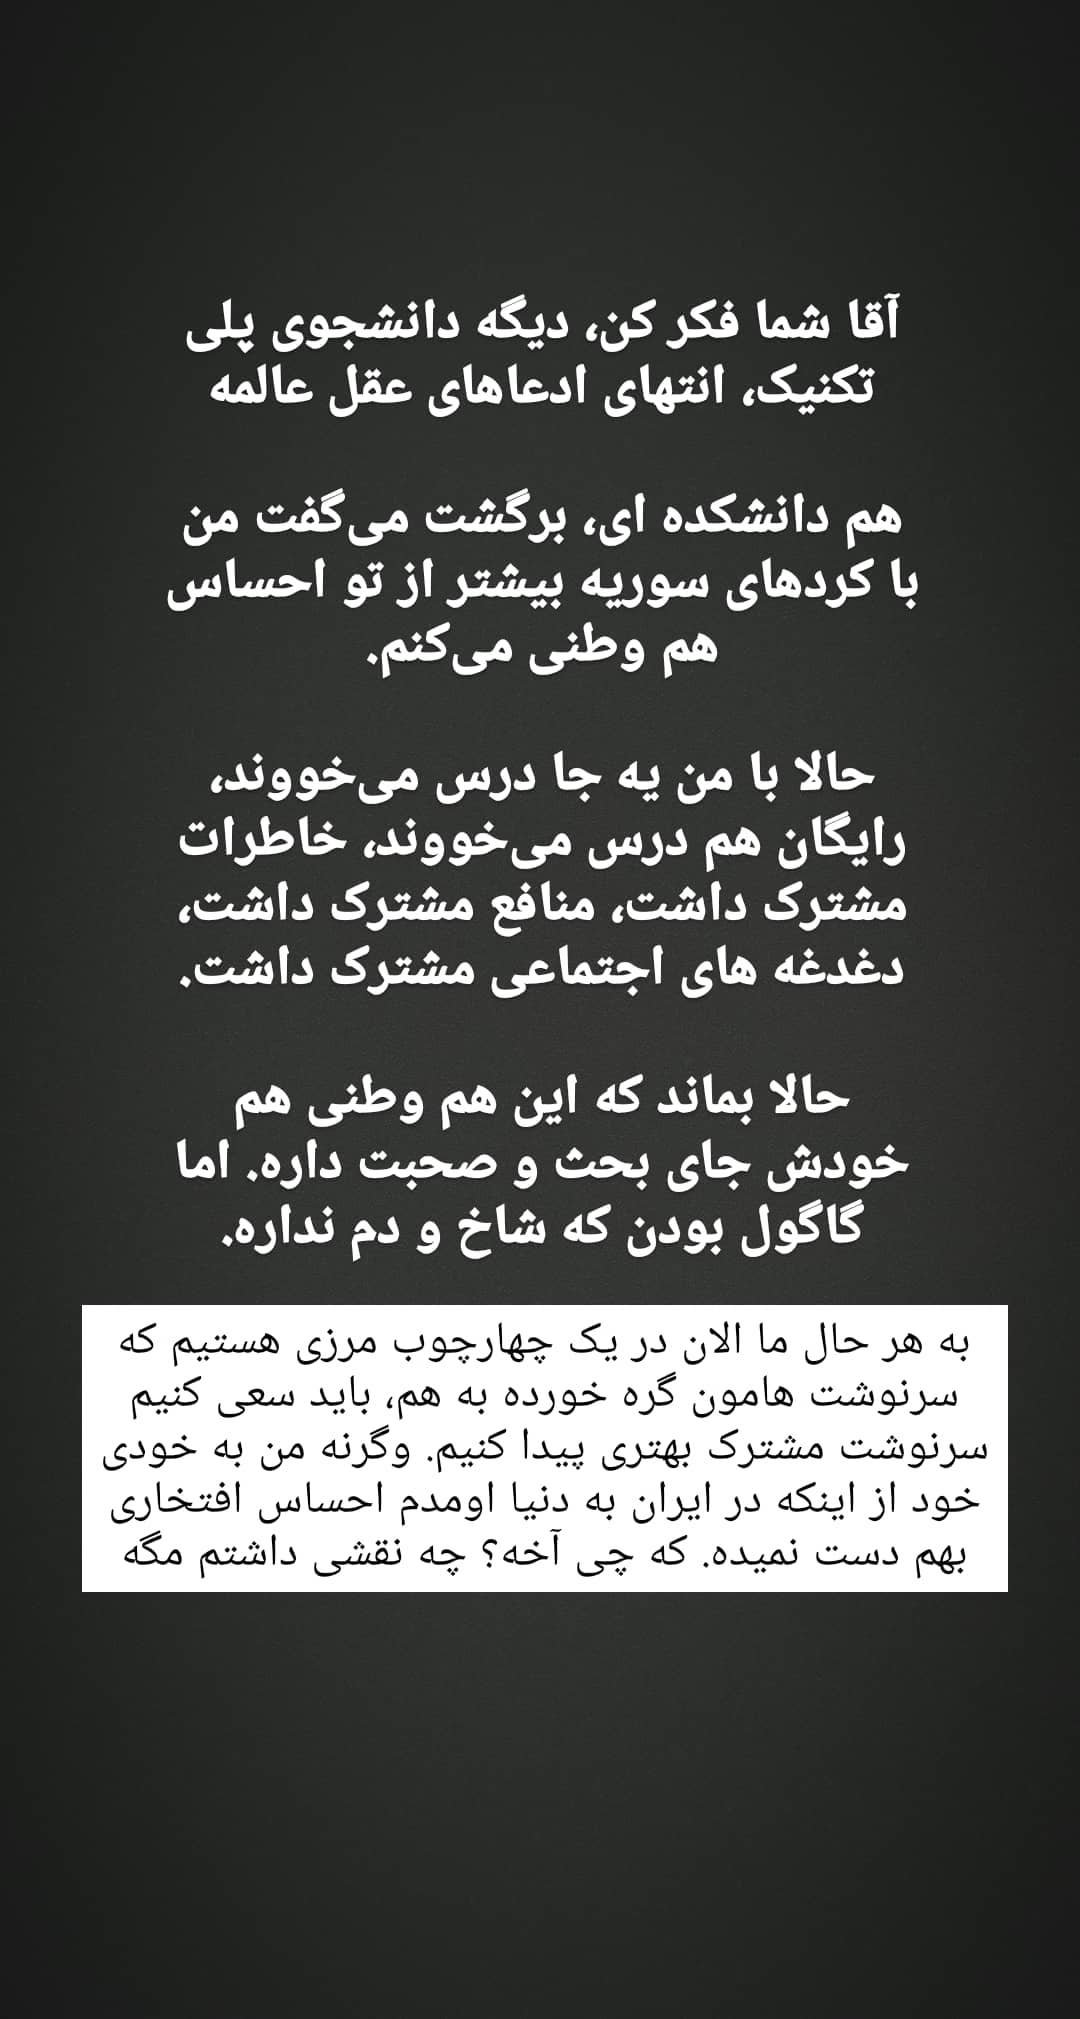 آقا شما فکر کن، دیگه دانشجوی پلی
تکنیک، انتهای ادعاهای عقل عالمه
هم دانشکده ای، برگشت می‌گفت من
با کردهای سوریه بیشتر از تو احساس
هم وطنی می‌کنم.
حالا با من یه جا درس می‌خووند،
رایگان هم درس می‌خووند، خاطرات
مشترک داشت، منافع مشترک داشت،
دغدغه های اجتماعی مشترک داشت.
حالا بماند که این هم وطنی هم
خودش جای بحث و صحبت داره. اما
گاگول بودن که شاخ و دم نداره.
به هر حال ما الان در یک چهارچوب مرزی هستیم که
سرنوشت هامون گره خورده به هم، باید سعی کنیم
سرنوشت مشترک بهتری پیدا کنیم. وگرنه من به خودی
خود از اینکه در ایران به دنیا اومدم احساس افتخاری
بهم دست نمیده. که چی آخه؟ چه نقشی داشتم مگه